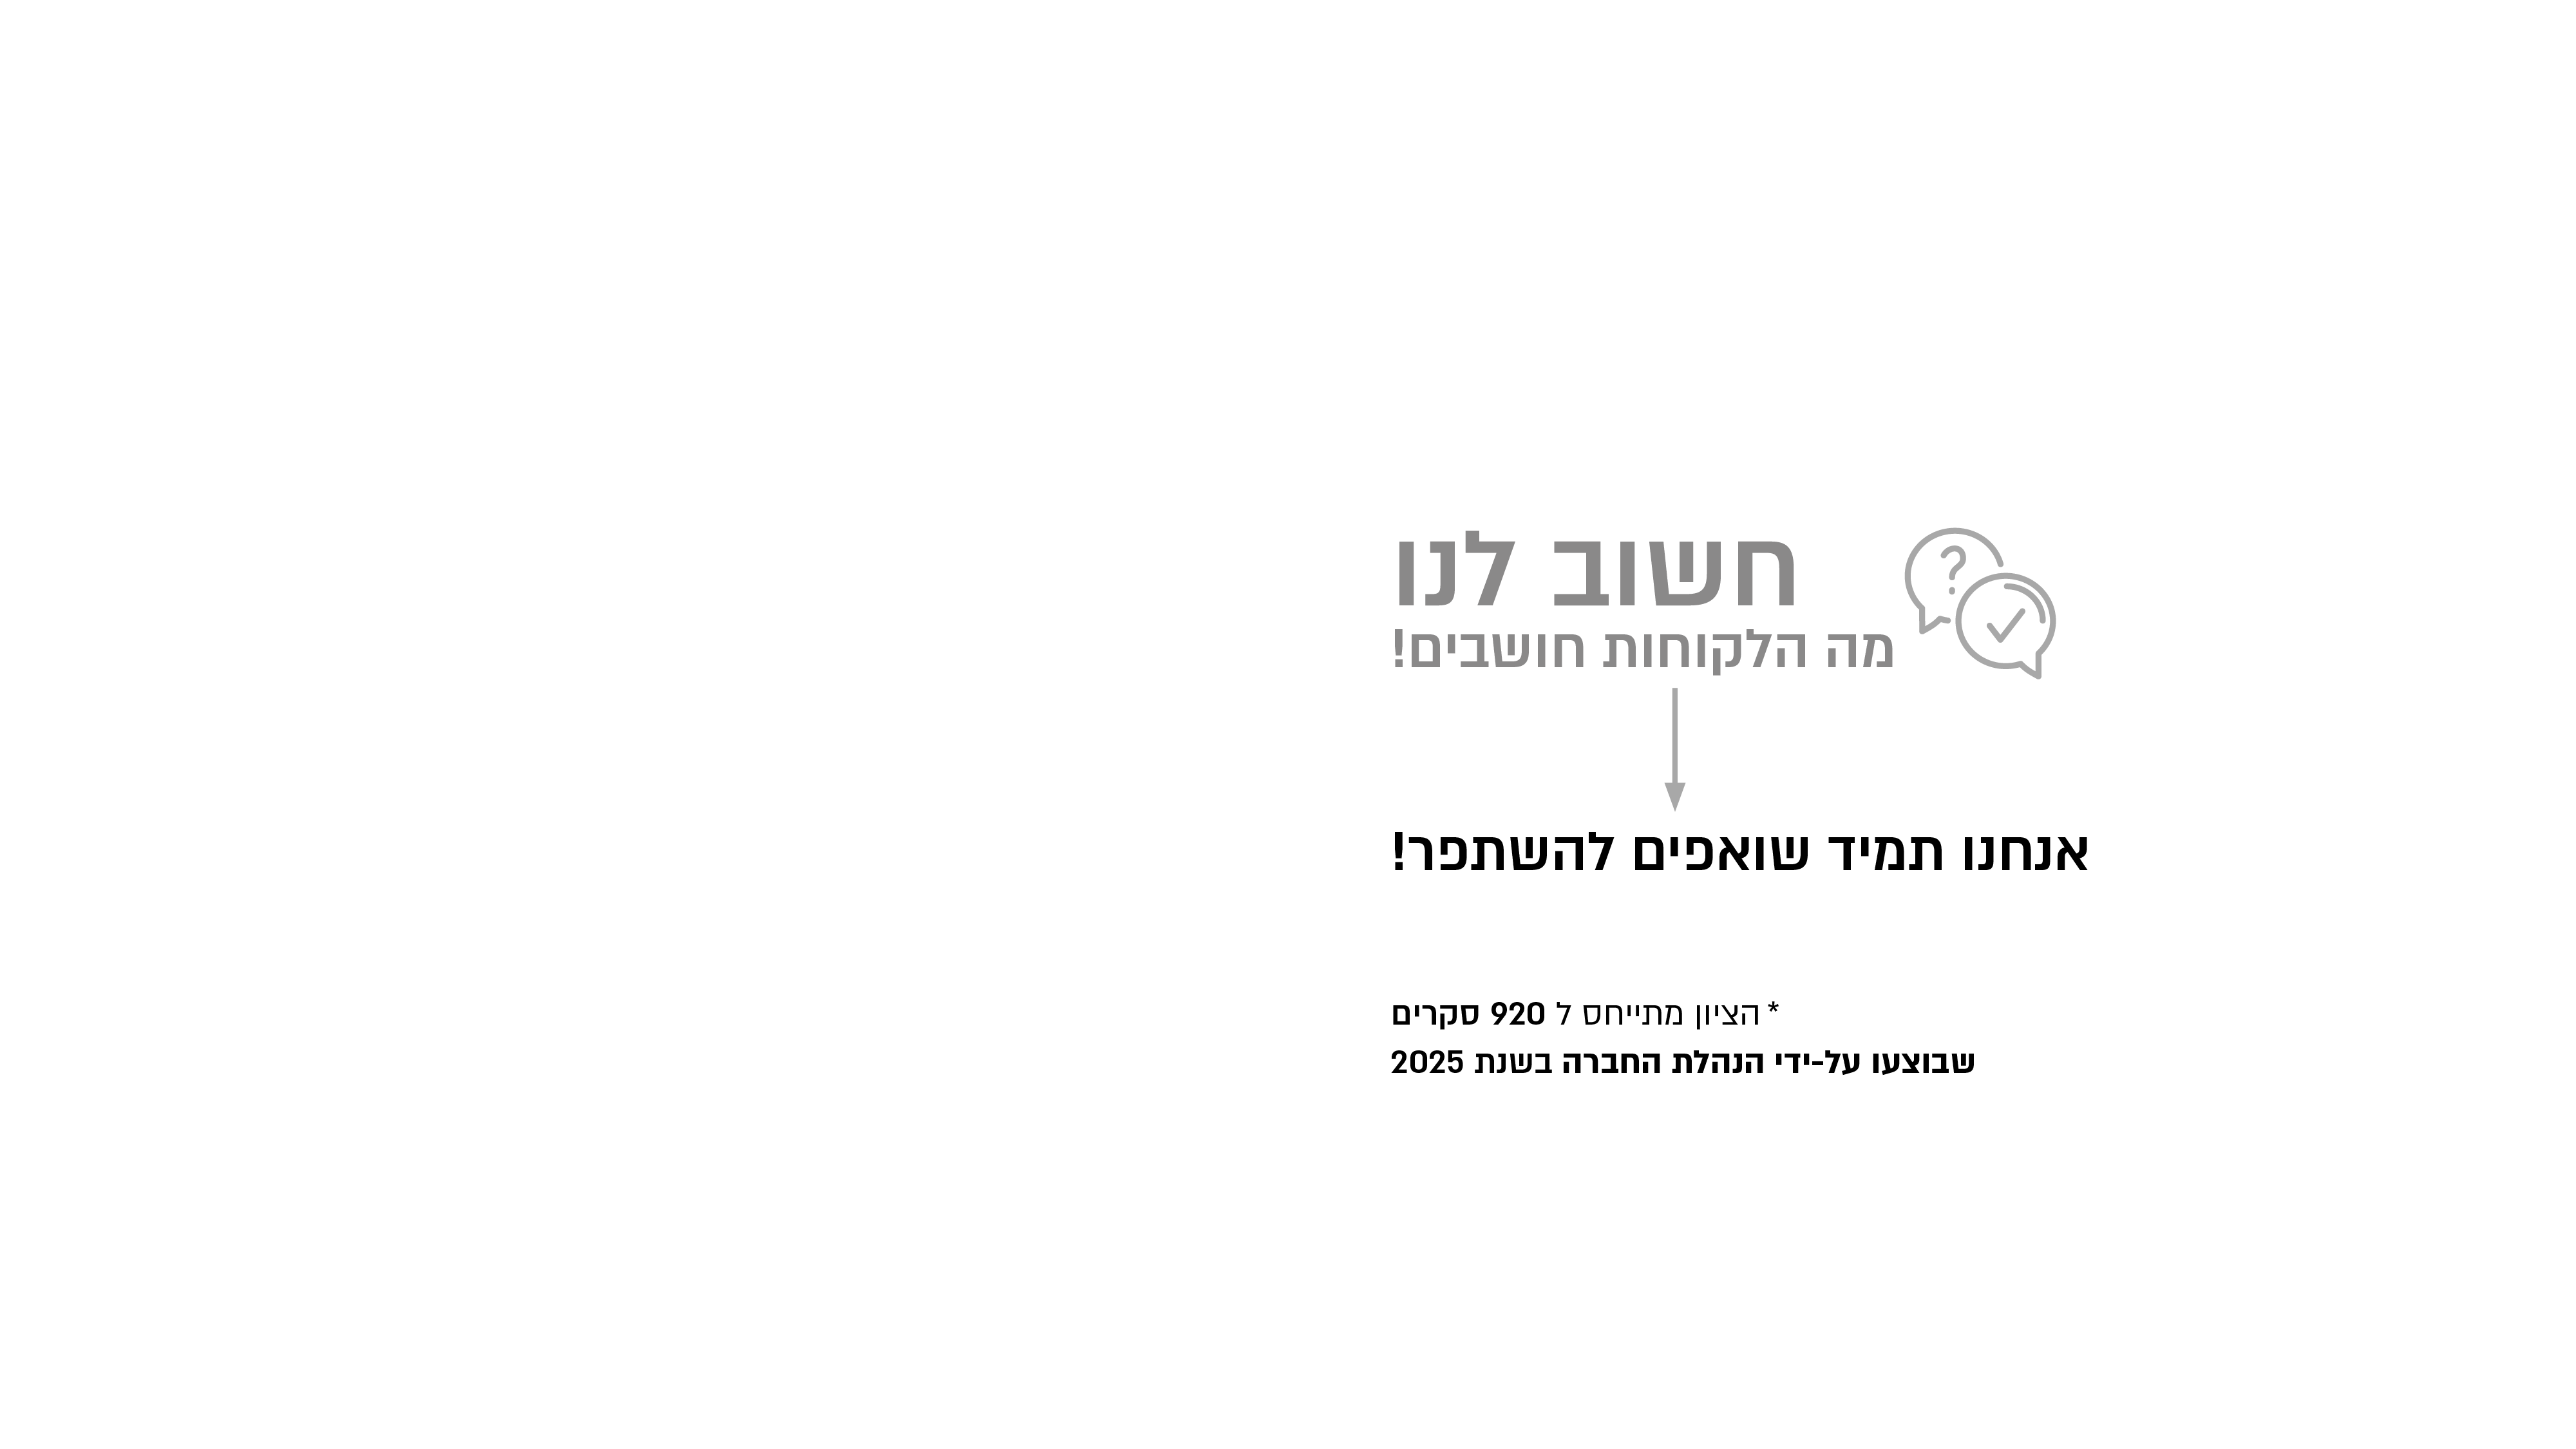 חשוב לנו
מה הלקוחות חושבים!
אנחנו תמיד שואפים להשתפר!
* הציון מתייחס ל 920 סקרים
שבוצעו על-ידי הנהלת החברה בשנת 2025